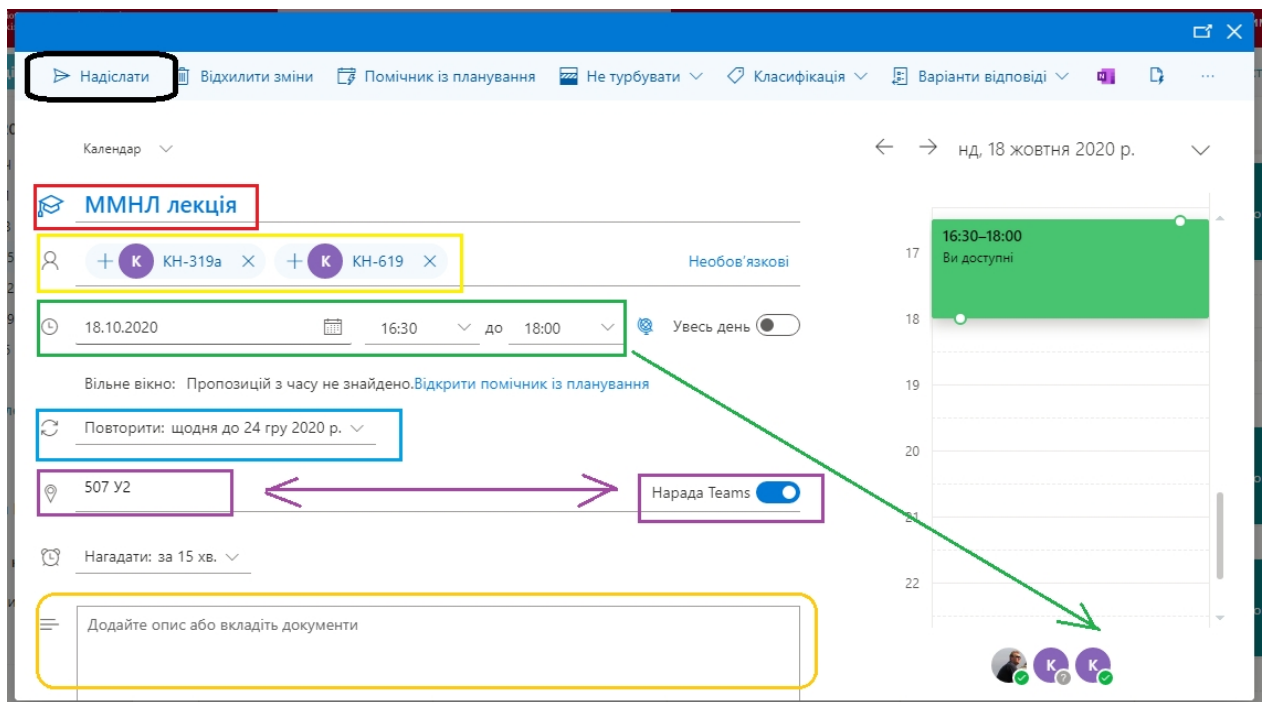 Надіслати Відхилити зміни Помічник із планування Не турбувати Класифікація Варіанти відповіді
Календар
нд, 18 жовтня 2020 р.
ММНЛ лекція
К КН-319а К КН-619 Необов'язкові
18.10.2020 16:30 до 18:00 Увесь день
Вільне вікно: Пропозицій з часу не знайдено.Відкрити помічник із планування
Повторити: щодня до 24 гру 2020 р.
507 У2 Нарада Teams
Нагадати: за 15 хв.
Додайте опис або вкладіть документи
16:30–18:00
17 Ви доступні
18
19
20
21
22
К К